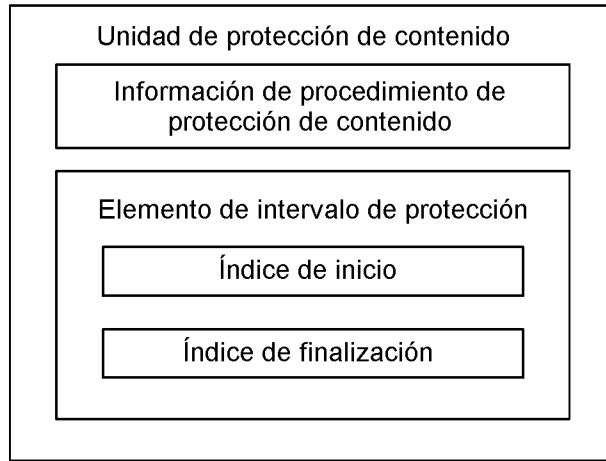 Unidad de protección de contenido
Información de procedimiento de
protección de contenido
Elemento de intervalo de protección
Índice de inicio
Índice de finalización